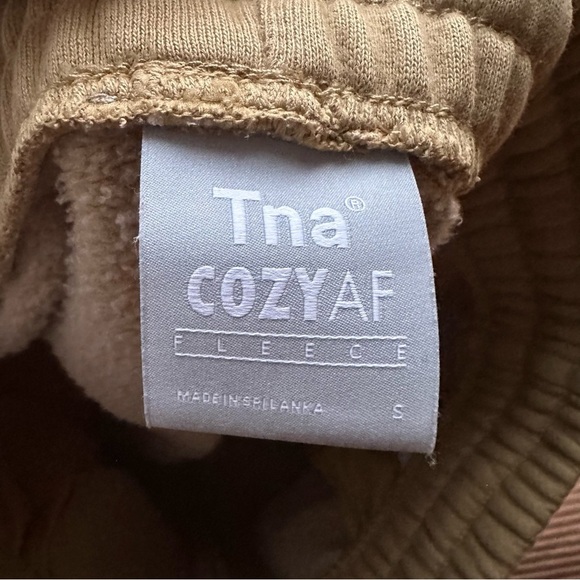 Tna®
COZYAF
FLEECE
MADE IN SRI LANKA S